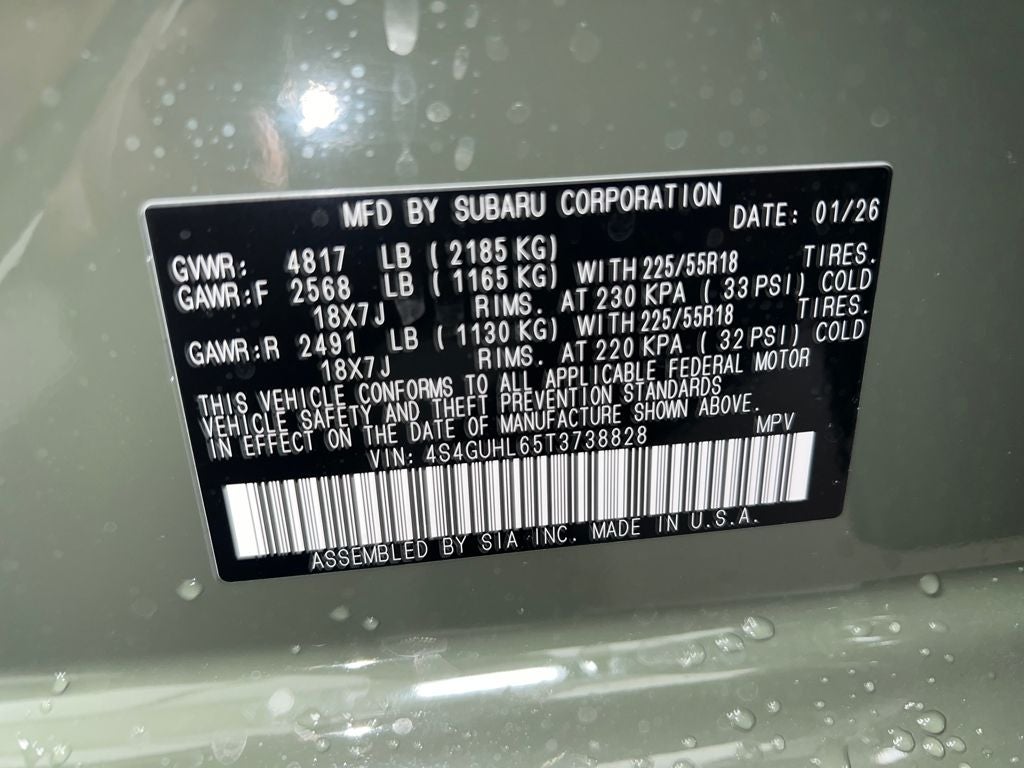 MFD BY SUBARU CORPORATION DATE: 01/26
GVWR: 4817 LB ( 2185 KG)
GAWR:F 2568 LB ( 1165 KG) WITH 225/55R18 TIRES.
18X7J RIMS. AT 230 KPA ( 33 PSI) COLD
GAWR:R 2491 LB ( 1130 KG) WITH 225/55R18 TIRES.
18X7J RIMS. AT 220 KPA ( 32 PSI) COLD
THIS VEHICLE CONFORMS TO ALL APPLICABLE FEDERAL MOTOR
VEHICLE SAFETY AND THEFT PREVENTION STANDARDS
IN EFFECT ON THE DATE OF MANUFACTURE SHOWN ABOVE.
VIN: 4S4GUHL65T3738828 MPV
ASSEMBLED BY SIA INC. MADE IN U.S.A.